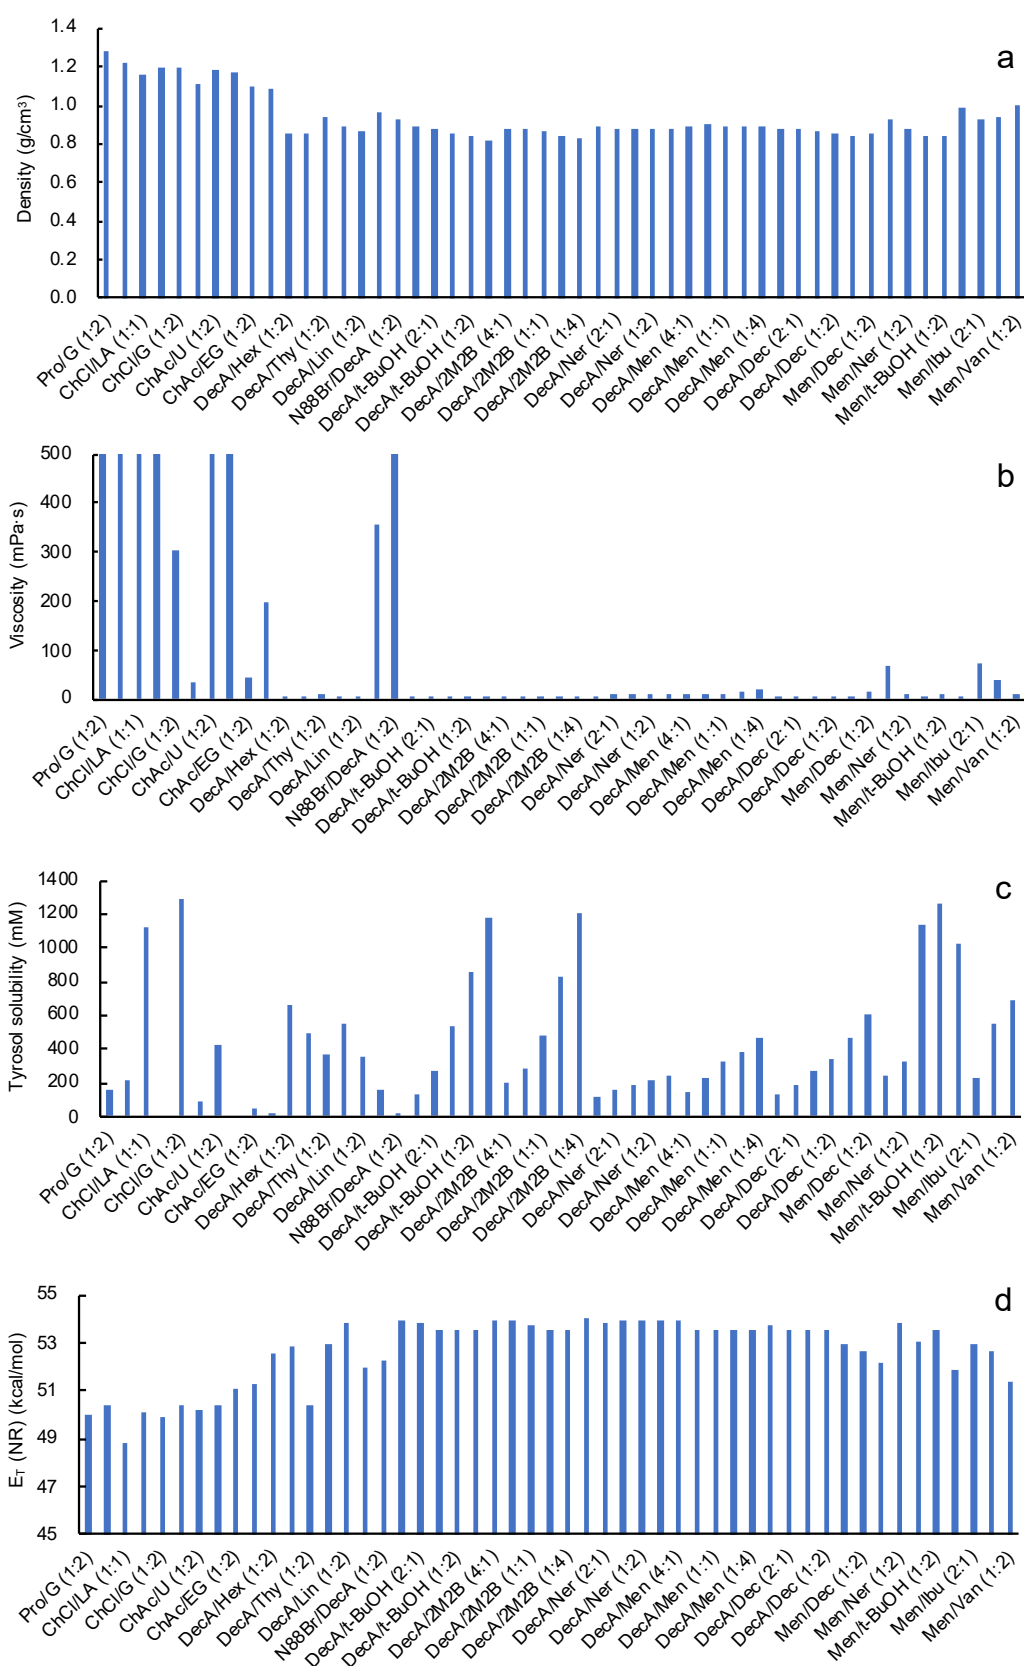 a
Density (g/cm³)
1.4
1.2
1.0
0.8
0.6
0.4
0.2
0.0
Pro/G (1:2)
ChCl/LA (1:1)
ChCl/G (1:2)
ChAc/U (1:2)
ChAc/EG (1:2)
DecA/Hex (1:2)
DecA/Thy (1:2)
DecA/Lin (1:2)
N88Br/DecA (1:2)
DecA/t-BuOH (2:1)
DecA/t-BuOH (1:2)
DecA/2M2B (4:1)
DecA/2M2B (1:1)
DecA/2M2B (1:4)
DecA/Ner (2:1)
DecA/Ner (1:2)
DecA/Men (4:1)
DecA/Men (1:1)
DecA/Men (1:4)
DecA/Dec (2:1)
DecA/Dec (1:2)
Men/Dec (1:2)
Men/Ner (1:2)
Men/t-BuOH (1:2)
Men/Ibu (2:1)
Men/Van (1:2)
b
Viscosity (mPa·s)
500
400
300
200
100
0
Pro/G (1:2)
ChCl/LA (1:1)
ChCl/G (1:2)
ChAc/U (1:2)
ChAc/EG (1:2)
DecA/Hex (1:2)
DecA/Thy (1:2)
DecA/Lin (1:2)
N88Br/DecA (1:2)
DecA/t-BuOH (2:1)
DecA/t-BuOH (1:2)
DecA/2M2B (4:1)
DecA/2M2B (1:1)
DecA/2M2B (1:4)
DecA/Ner (2:1)
DecA/Ner (1:2)
DecA/Men (4:1)
DecA/Men (1:1)
DecA/Men (1:4)
DecA/Dec (2:1)
DecA/Dec (1:2)
Men/Dec (1:2)
Men/Ner (1:2)
Men/t-BuOH (1:2)
Men/Ibu (2:1)
Men/Van (1:2)
c
Tyrosol solubility (mM)
1400
1200
1000
800
600
400
200
0
Pro/G (1:2)
ChCl/LA (1:1)
ChCl/G (1:2)
ChAc/U (1:2)
ChAc/EG (1:2)
DecA/Hex (1:2)
DecA/Thy (1:2)
DecA/Lin (1:2)
N88Br/DecA (1:2)
DecA/t-BuOH (2:1)
DecA/t-BuOH (1:2)
DecA/2M2B (4:1)
DecA/2M2B (1:1)
DecA/2M2B (1:4)
DecA/Ner (2:1)
DecA/Ner (1:2)
DecA/Men (4:1)
DecA/Men (1:1)
DecA/Men (1:4)
DecA/Dec (2:1)
DecA/Dec (1:2)
Men/Dec (1:2)
Men/Ner (1:2)
Men/t-BuOH (1:2)
Men/Ibu (2:1)
Men/Van (1:2)
d
E_T (NR) (kcal/mol)
55
53
51
49
47
45
Pro/G (1:2)
ChCl/LA (1:1)
ChCl/G (1:2)
ChAc/U (1:2)
ChAc/EG (1:2)
DecA/Hex (1:2)
DecA/Thy (1:2)
DecA/Lin (1:2)
N88Br/DecA (1:2)
DecA/t-BuOH (2:1)
DecA/t-BuOH (1:2)
DecA/2M2B (4:1)
DecA/2M2B (1:1)
DecA/2M2B (1:4)
DecA/Ner (2:1)
DecA/Ner (1:2)
DecA/Men (4:1)
DecA/Men (1:1)
DecA/Men (1:4)
DecA/Dec (2:1)
DecA/Dec (1:2)
Men/Dec (1:2)
Men/Ner (1:2)
Men/t-BuOH (1:2)
Men/Ibu (2:1)
Men/Van (1:2)